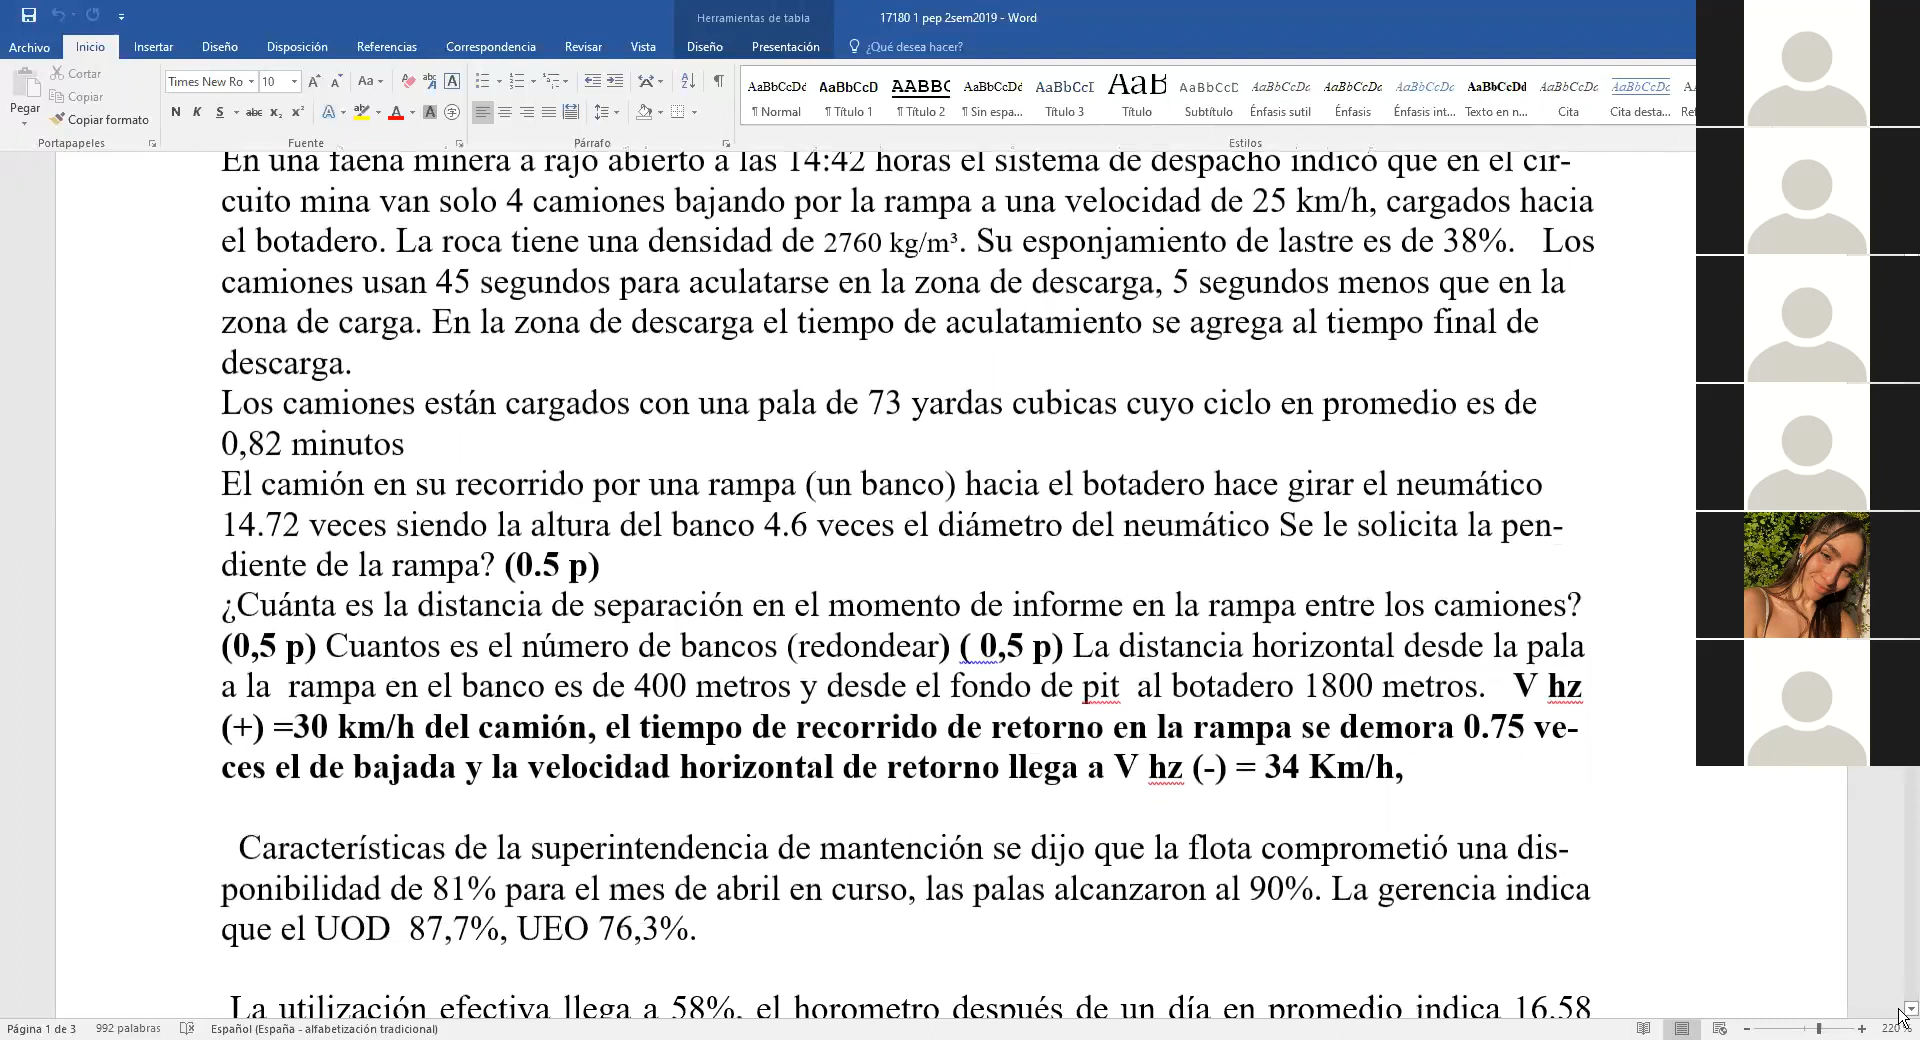 Herramientas de tabla
17180 1 pep 2sem2019 - Word
Archivo Inicio Insertar Diseño Disposición Referencias Correspondencia Revisar Vista Diseño Presentación ¿Qué desea hacer?
Pegar
Cortar
Copiar
Copiar formato
Portapapeles
Times New Ro 10
Aa
N K S abc x₂ x²
Fuente
Párrafo
AaBbCcDd AaBbCcD AABBC AaBbCcDd AaBbCcI AaB AaBbCcD AaBbCcDc AaBbCcDc AaBbCcDc AaBbCcDd AaBbCcDc AaBbCcDc
¶ Normal ¶ Título 1 ¶ Título 2 ¶ Sin espa... Título 3 Título Subtítulo Énfasis sutil Énfasis Énfasis int... Texto en n... Cita Cita desta...
Estilos
En una faena minera a rajo abierto a las 14:42 horas el sistema de despacho indicó que en el cir-
cuito mina van solo 4 camiones bajando por la rampa a una velocidad de 25 km/h, cargados hacia
el botadero. La roca tiene una densidad de 2760 kg/m³. Su esponjamiento de lastre es de 38%. Los
camiones usan 45 segundos para aculatarse en la zona de descarga, 5 segundos menos que en la
zona de carga. En la zona de descarga el tiempo de aculatamiento se agrega al tiempo final de
descarga.
Los camiones están cargados con una pala de 73 yardas cubicas cuyo ciclo en promedio es de
0,82 minutos
El camión en su recorrido por una rampa (un banco) hacia el botadero hace girar el neumático
14.72 veces siendo la altura del banco 4.6 veces el diámetro del neumático Se le solicita la pen-
diente de la rampa? (0.5 p)
¿Cuánta es la distancia de separación en el momento de informe en la rampa entre los camiones?
(0,5 p) Cuantos es el número de bancos (redondear) ( 0,5 p) La distancia horizontal desde la pala
a la rampa en el banco es de 400 metros y desde el fondo de pit al botadero 1800 metros. V hz
(+) =30 km/h del camión, el tiempo de recorrido de retorno en la rampa se demora 0.75 ve-
ces el de bajada y la velocidad horizontal de retorno llega a V hz (-) = 34 Km/h,
Características de la superintendencia de mantención se dijo que la flota comprometió una dis-
ponibilidad de 81% para el mes de abril en curso, las palas alcanzaron al 90%. La gerencia indica
que el UOD 87,7%, UEO 76,3%.
La utilización efectiva llega a 58%, el horometro después de un día en promedio indica 16.58
Página 1 de 3 992 palabras Español (España - alfabetización tradicional)
220 %